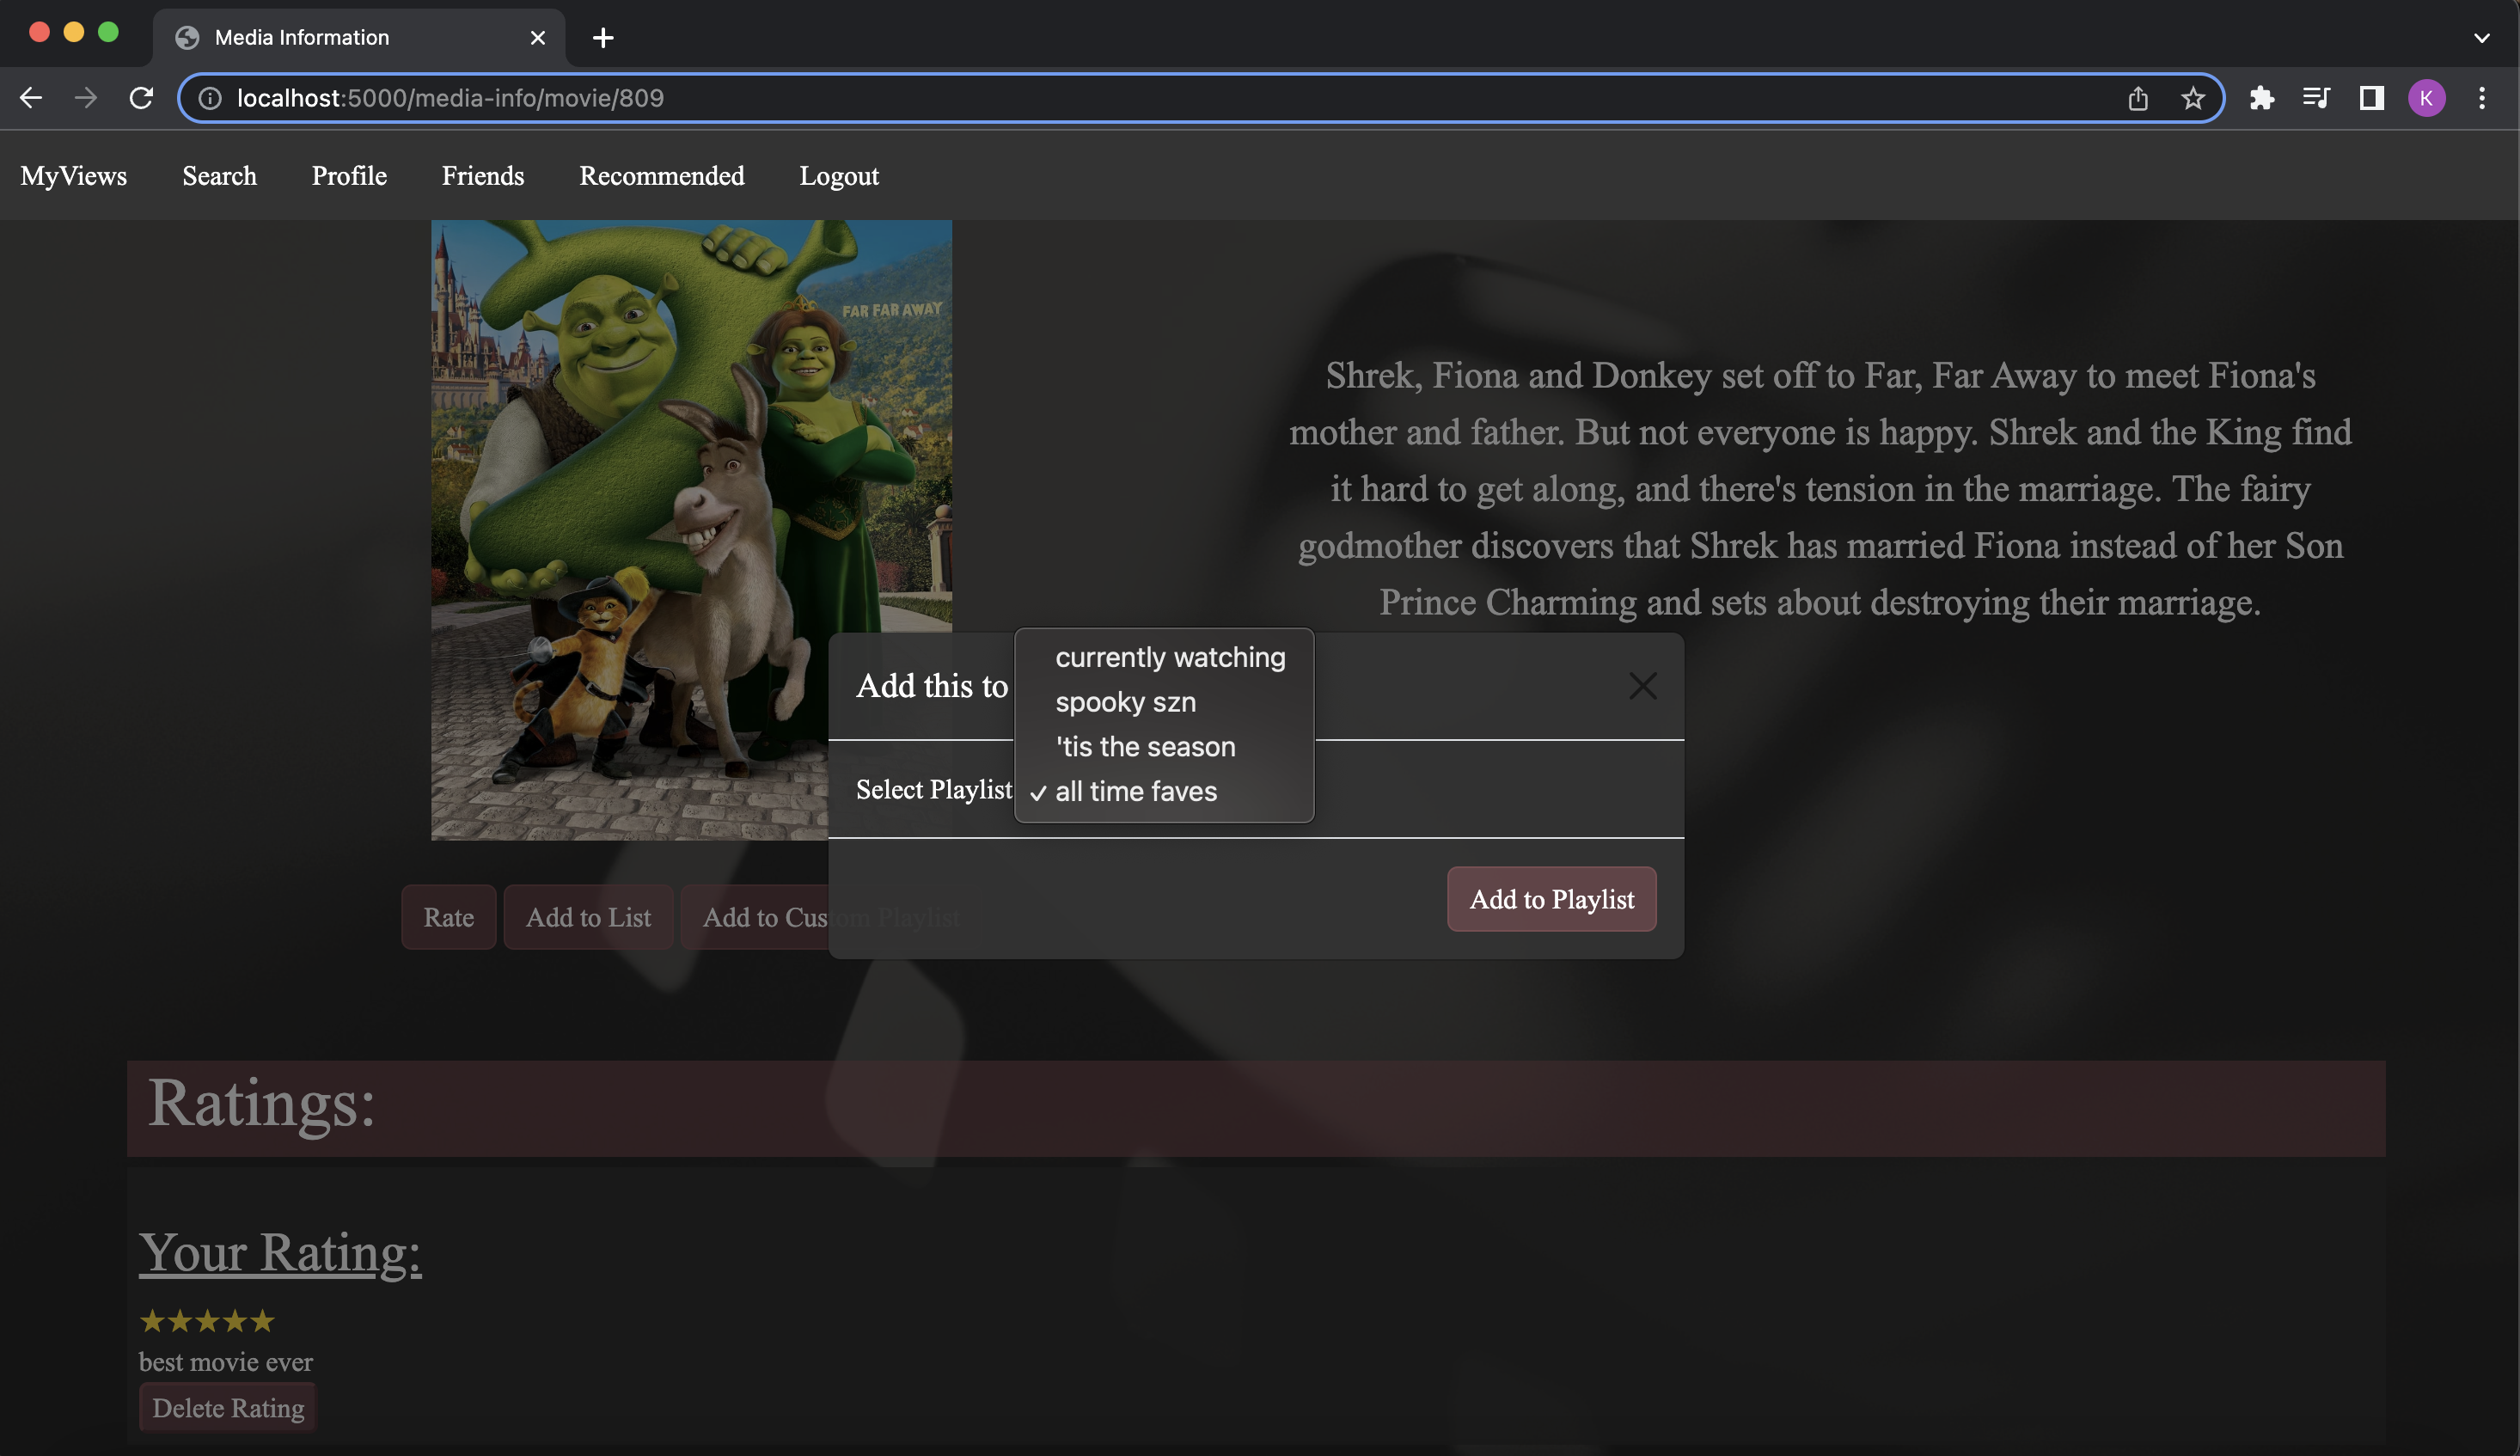 Media Information
localhost:5000/media-info/movie/809
K
MyViews Search Profile Friends Recommended Logout
FAR FAR AWAY
Shrek, Fiona and Donkey set off to Far, Far Away to meet Fiona's
mother and father. But not everyone is happy. Shrek and the King find
it hard to get along, and there's tension in the marriage. The fairy
godmother discovers that Shrek has married Fiona instead of her Son
Prince Charming and sets about destroying their marriage.
Add this to
currently watching
spooky szn
'tis the season
Select Playlist
✓ all time faves
Add to Playlist
Rate Add to List Add to Custom Playlist
Ratings:
Your Rating:
★★★★★
best movie ever
Delete Rating